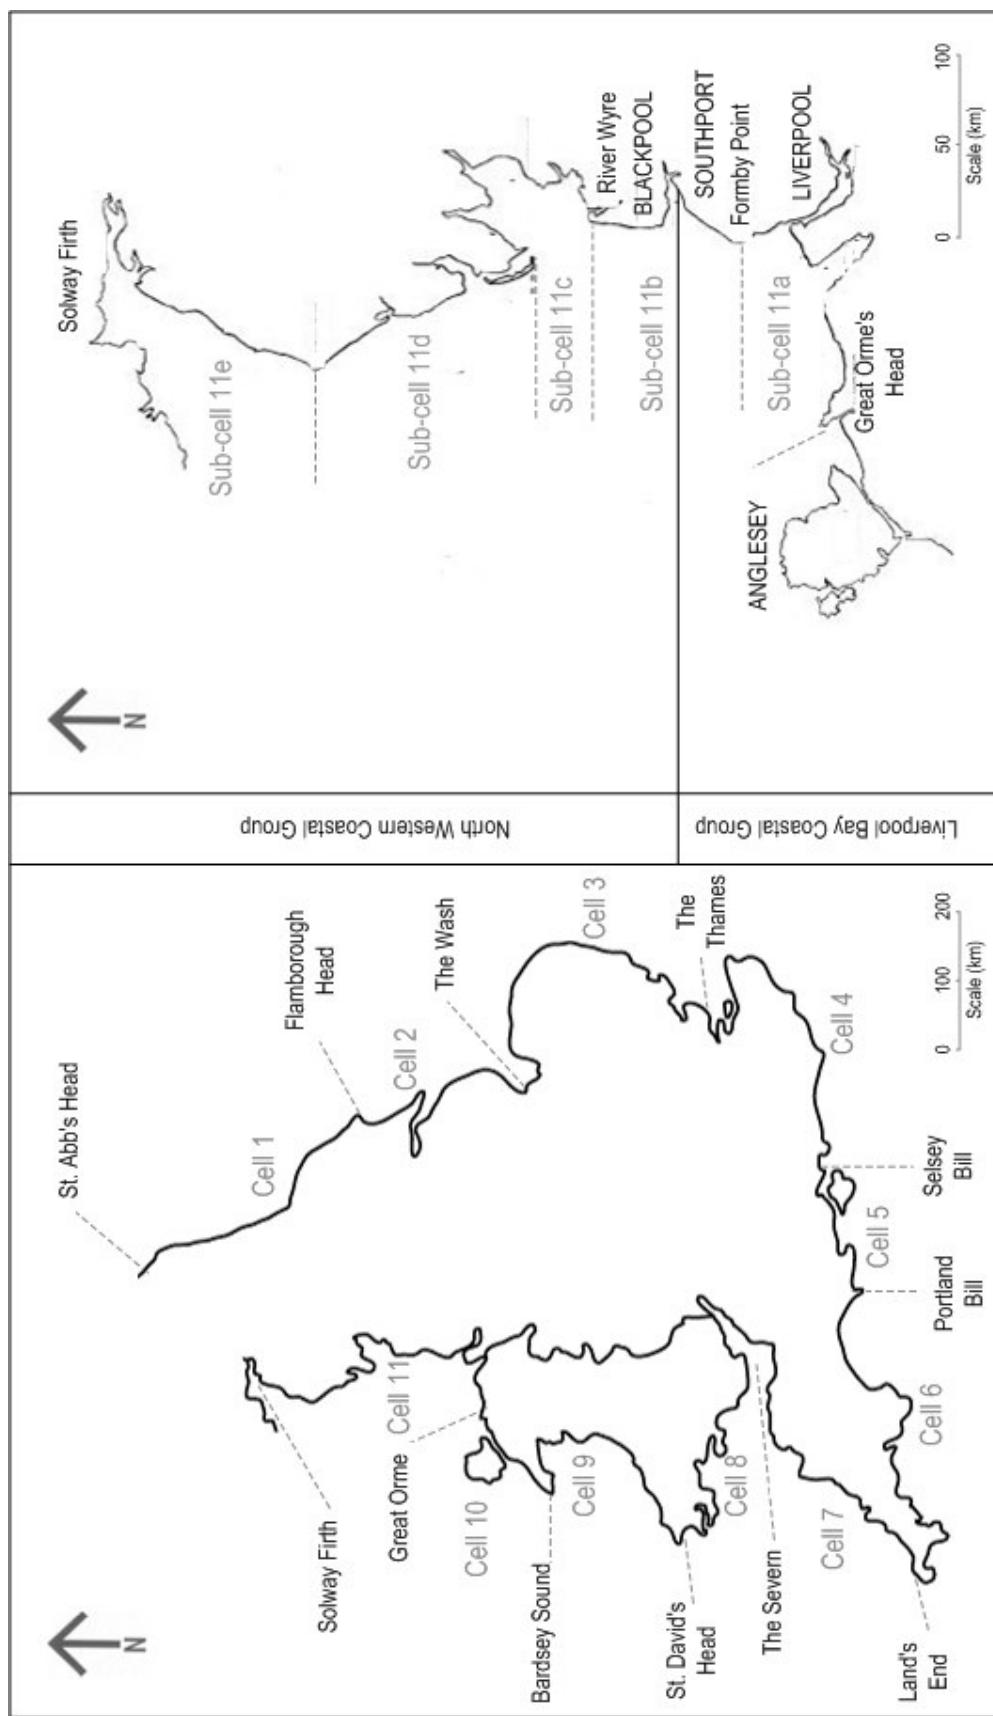 N
St. Abb's Head
Cell 1
Flamborough
Head
Cell 2
The Wash
Cell 3
The
Thames
Cell 4
Selsey
Bill
Cell 5
Portland
Bill
Cell 6
Land's
End
Cell 7
The Severn
Cell 8
St. David's
Head
Cell 9
Bardsey Sound
Cell 10
Great Orme
Cell 11
Solway Firth
0 100 200
Scale (km)
North Western Coastal Group
Liverpool Bay Coastal Group
N
Solway Firth
Sub-cell 11e
Sub-cell 11d
Sub-cell 11c
River Wyre
BLACKPOOL
Sub-cell 11b
SOUTHPORT
Formby Point
Sub-cell 11a
LIVERPOOL
Great Orme's
Head
ANGLESEY
0 50 100
Scale (km)